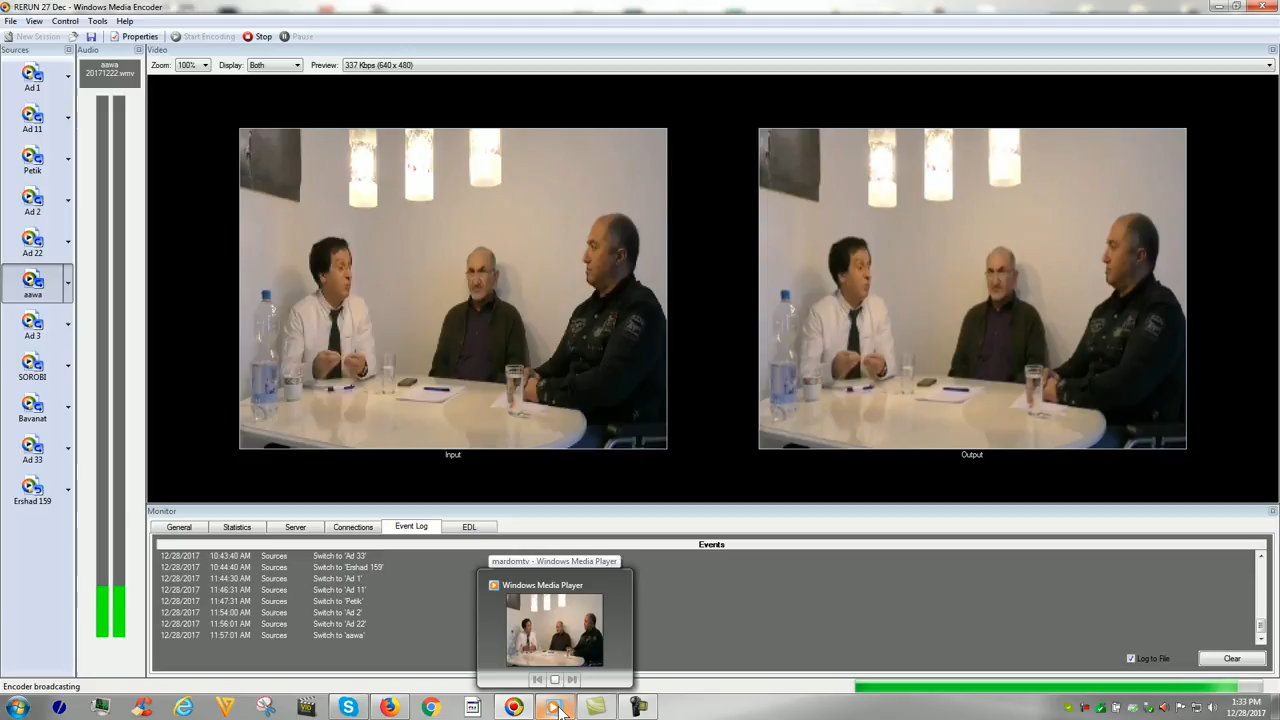 RERUN 27 Dec - Windows Media Encoder
File View Control Tools Help
New Session Properties Start Encoding Stop Pause
Sources Audio Video
aawa
20171222.wmv
Zoom: 100% Display: Both Preview: 337 Kbps (640 x 480)
Ad 1
Ad 11
Petik
Ad 2
Ad 22
aawa
Ad 3
SOROBI
Bavanat
Ad 33
Ershad 159
Input Output
Monitor
General Statistics Server Connections Event Log EDL
Events
12/28/2017 10:43:40 AM Sources Switch to 'Ad 33'
12/28/2017 10:44:40 AM Sources Switch to 'Ershad 159'
12/28/2017 11:44:30 AM Sources Switch to 'Ad 1'
12/28/2017 11:46:31 AM Sources Switch to 'Ad 11'
12/28/2017 11:47:31 AM Sources Switch to 'Petik'
12/28/2017 11:54:00 AM Sources Switch to 'Ad 2'
12/28/2017 11:56:01 AM Sources Switch to 'Ad 22'
12/28/2017 11:57:01 AM Sources Switch to 'aawa'
mardomtv - Windows Media Player
Windows Media Player
Log to File Clear
Encoder broadcasting
1:33 PM
12/28/2017